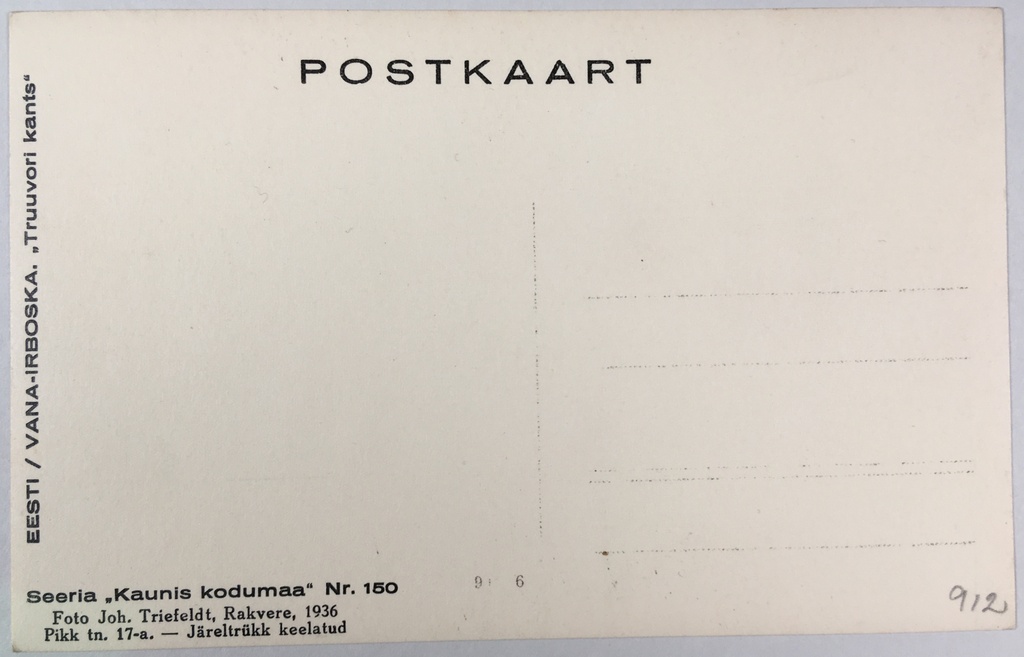 POSTKAART
EESTI / VANA-IRBOSKA. „Truuvori kants“
Seeria „Kaunis kodumaa“ Nr. 150
Foto Joh. Triefeldt, Rakvere, 1936
Pikk tn. 17-a. — Järeltrükk keelatud
9 6
912